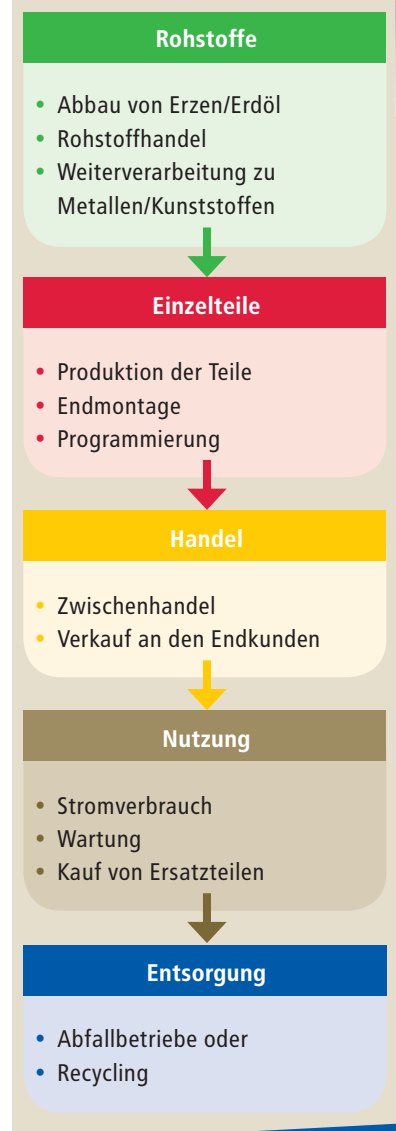 Rohstoffe
• Abbau von Erzen/Erdöl
• Rohstoffhandel
• Weiterverarbeitung zu
Metallen/Kunststoffen
Einzelteile
• Produktion der Teile
• Endmontage
• Programmierung
Handel
• Zwischenhandel
• Verkauf an den Endkunden
Nutzung
• Stromverbrauch
• Wartung
• Kauf von Ersatzteilen
Entsorgung
• Abfallbetriebe oder
• Recycling